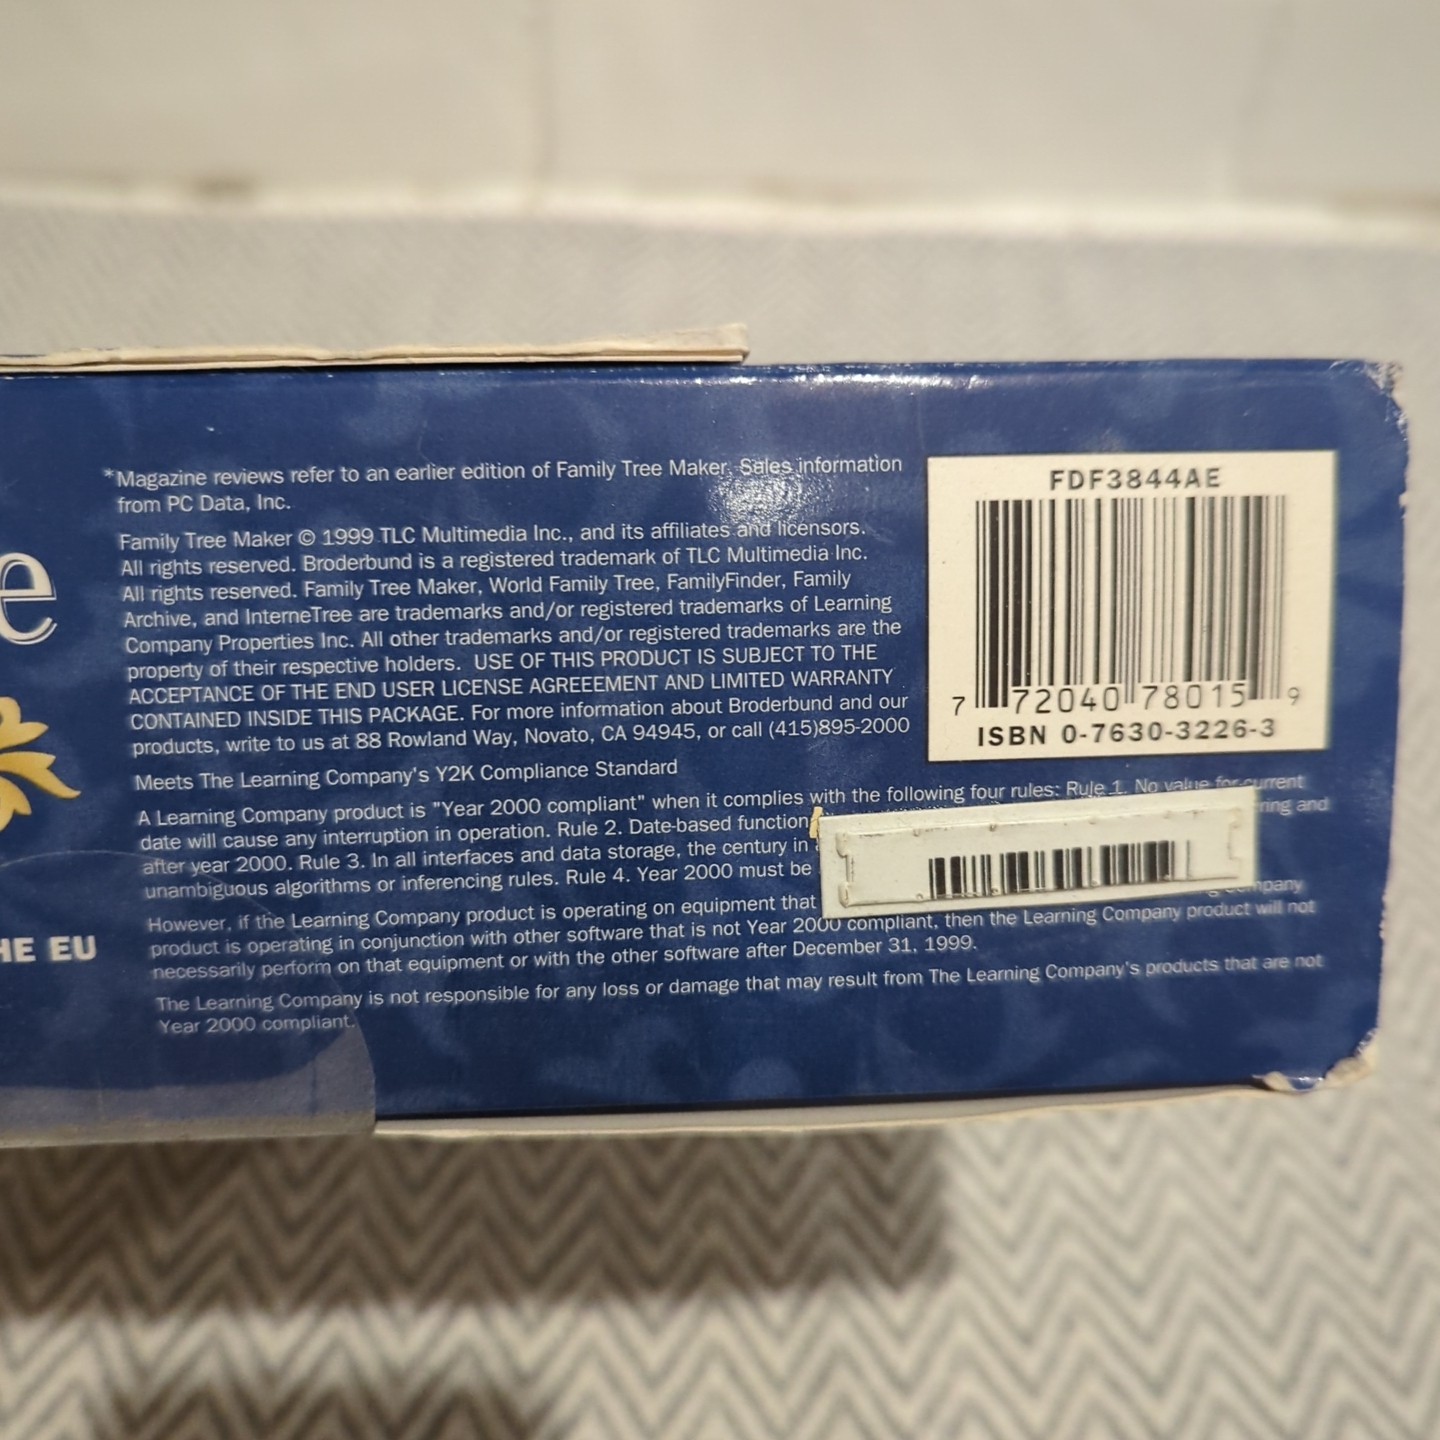 e
HE EU
*Magazine reviews refer to an earlier edition of Family Tree Maker. Sales information
from PC Data, Inc.
Family Tree Maker © 1999 TLC Multimedia Inc., and its affiliates and licensors.
All rights reserved. Broderbund is a registered trademark of TLC Multimedia Inc.
All rights reserved. Family Tree Maker, World Family Tree, FamilyFinder, Family
Archive, and InterneTree are trademarks and/or registered trademarks of Learning
Company Properties Inc. All other trademarks and/or registered trademarks are the
property of their respective holders. USE OF THIS PRODUCT IS SUBJECT TO THE
ACCEPTANCE OF THE END USER LICENSE AGREEEMENT AND LIMITED WARRANTY
CONTAINED INSIDE THIS PACKAGE. For more information about Broderbund and our
products, write to us at 88 Rowland Way, Novato, CA 94945, or call (415)895-2000
FDF3844AE
7 72040 78015 9
ISBN 0-7630-3226-3
Meets The Learning Company's Y2K Compliance Standard
A Learning Company product is "Year 2000 compliant" when it complies with the following four rules: Rule 1. No value for current
date will cause any interruption in operation. Rule 2. Date-based function ring and
after year 2000. Rule 3. In all interfaces and data storage, the century in
unambiguous algorithms or inferencing rules. Rule 4. Year 2000 must be
However, if the Learning Company product is operating on equipment that g Company
product is operating in conjunction with other software that is not Year 2000 compliant, then the Learning Company product will not
necessarily perform on that equipment or with the other software after December 31, 1999.
The Learning Company is not responsible for any loss or damage that may result from The Learning Company's products that are not
Year 2000 compliant.